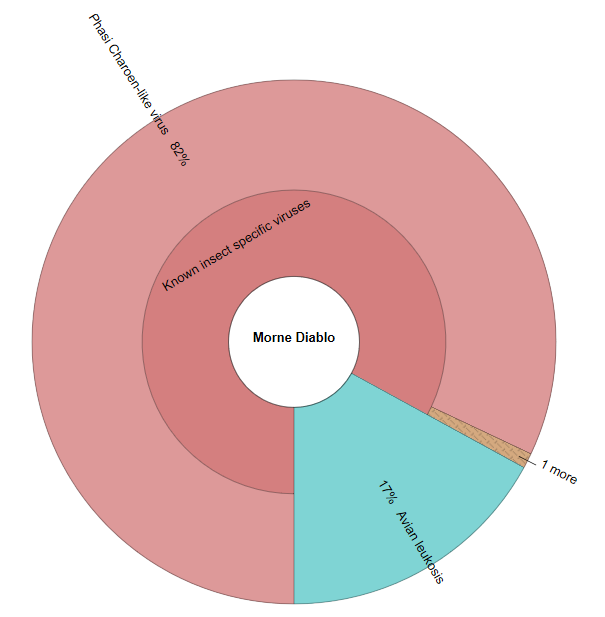 Phasi Charoen-like virus 82%
Known insect specific viruses
Morne Diablo
1 more
17% Avian leukosis